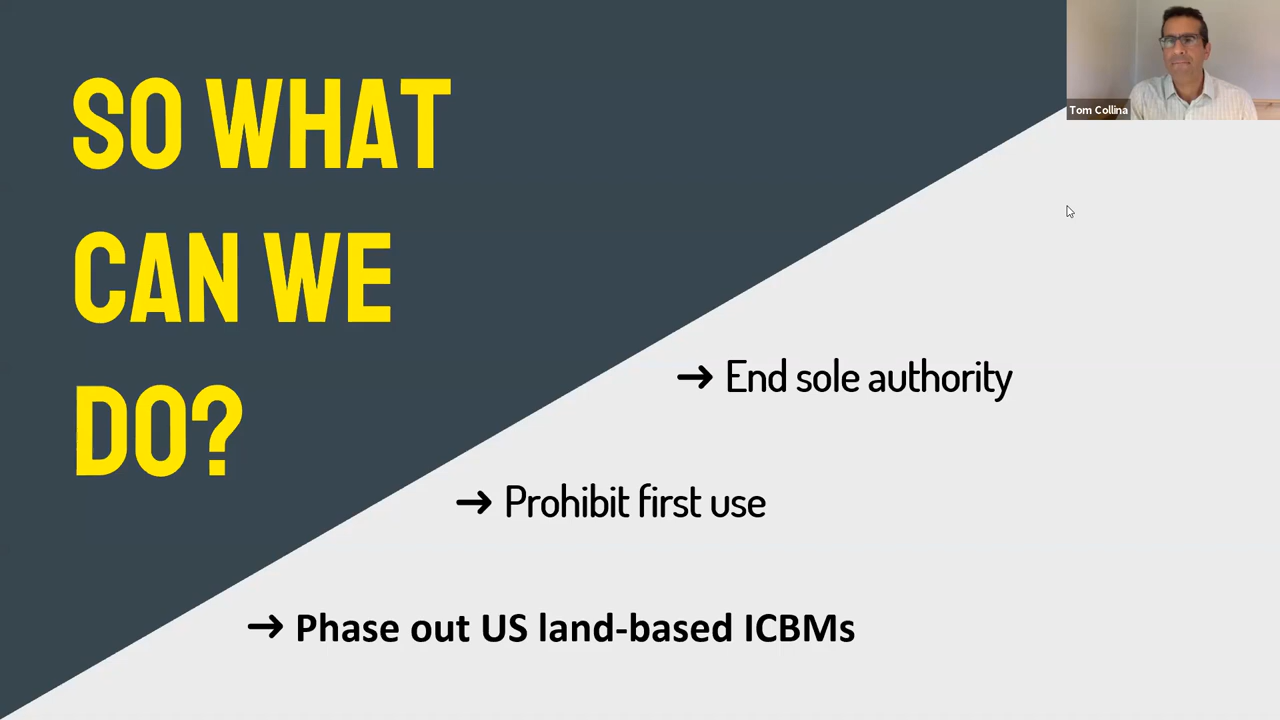 SO WHAT
CAN WE
DO?
Tom Collina
→ End sole authority
→ Prohibit first use
→ Phase out US land-based ICBMs